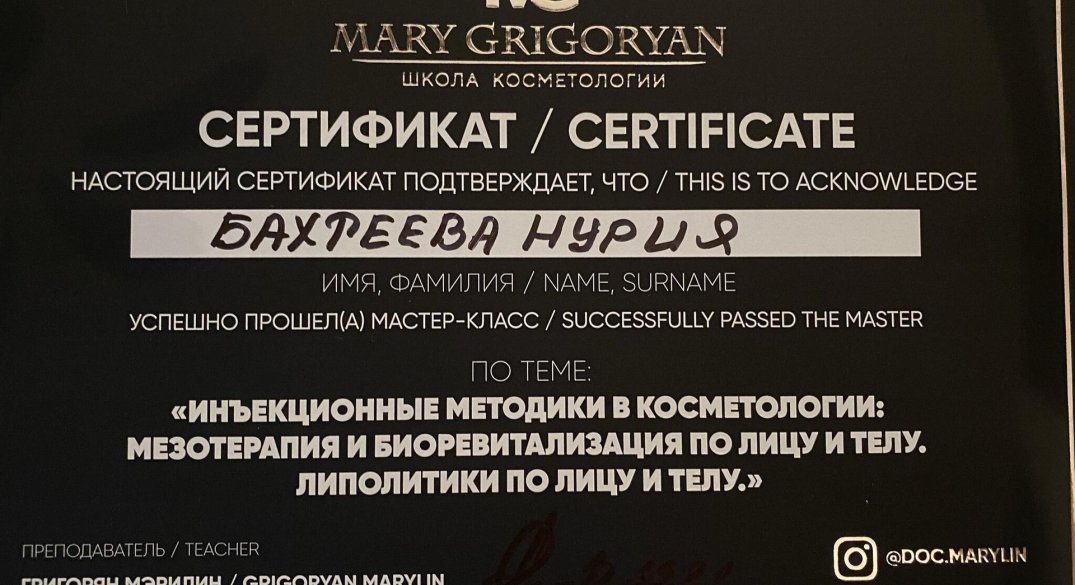 MARY GRIGORYAN
ШКОЛА КОСМЕТОЛОГИИ
СЕРТИФИКАТ / CERTIFICATE
НАСТОЯЩИЙ СЕРТИФИКАТ ПОДТВЕРЖДАЕТ, ЧТО / THIS IS TO ACKNOWLEDGE
БАХТЕЕВА НУРИЯ
ИМЯ, ФАМИЛИЯ / NAME, SURNAME
УСПЕШНО ПРОШЕЛ(А) МАСТЕР-КЛАСС / SUCCESSFULLY PASSED THE MASTER
ПО ТЕМЕ:
«ИНЪЕКЦИОННЫЕ МЕТОДИКИ В КОСМЕТОЛОГИИ:
МЕЗОТЕРАПИЯ И БИОРЕВИТАЛИЗАЦИЯ ПО ЛИЦУ И ТЕЛУ.
ЛИПОЛИТИКИ ПО ЛИЦУ И ТЕЛУ.»
ПРЕПОДАВАТЕЛЬ / TEACHER
@DOC.MARYLIN
ГРИГОРЯН МЭРИЛИН / GRIGORYAN MARYLIN